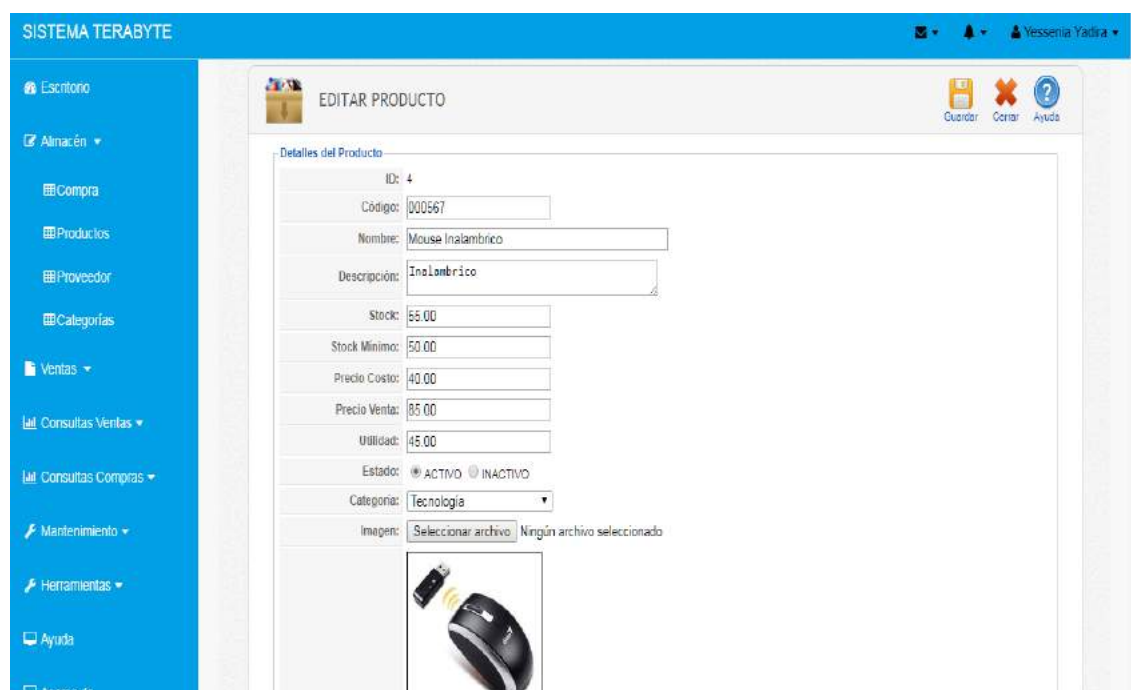 SISTEMA TERABYTE
Yessenia Yadira
Escritorio
Almacén
Compra
Productos
Proveedor
Categorías
Ventas
Consultas Ventas
Consultas Compras
Mantenimiento
Herramientas
Ayuda
EDITAR PRODUCTO
Guardar Cerrar Ayuda
Detalles del Producto
ID: 4
Código: 000567
Nombre: Mouse Inalambrico
Descripción: Inalambrico
Stock: 55.00
Stock Minimo: 50.00
Precio Costo: 40.00
Precio Venta: 85.00
Utilidad: 45.00
Estado: ACTIVO INACTIVO
Categoria: Tecnologia
Imagen: Seleccionar archivo Ningún archivo seleccionado